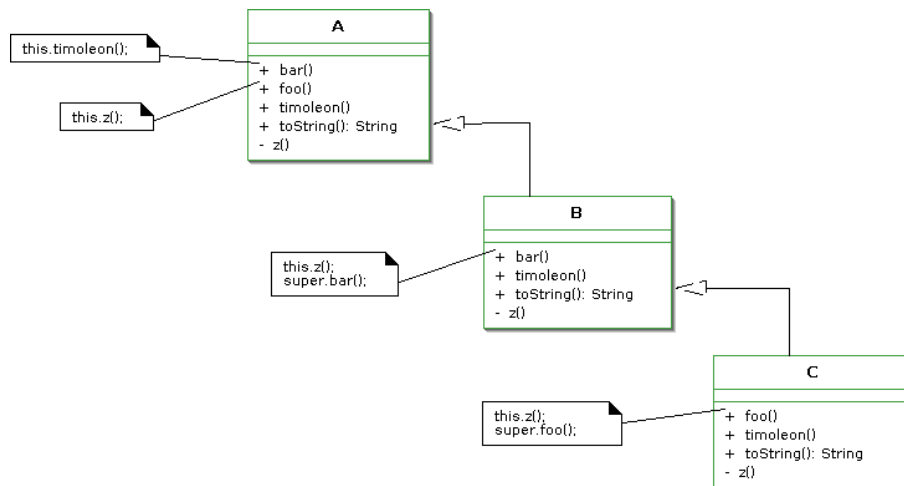 A
this.timoleon();
+ bar()
+ foo()
this.z();
+ timoleon()
+ toString(): String
- z()
B
this.z();
super.bar();
+ bar()
+ timoleon()
+ toString(): String
- z()
C
this.z();
super.foo();
+ foo()
+ timoleon()
+ toString(): String
- z()